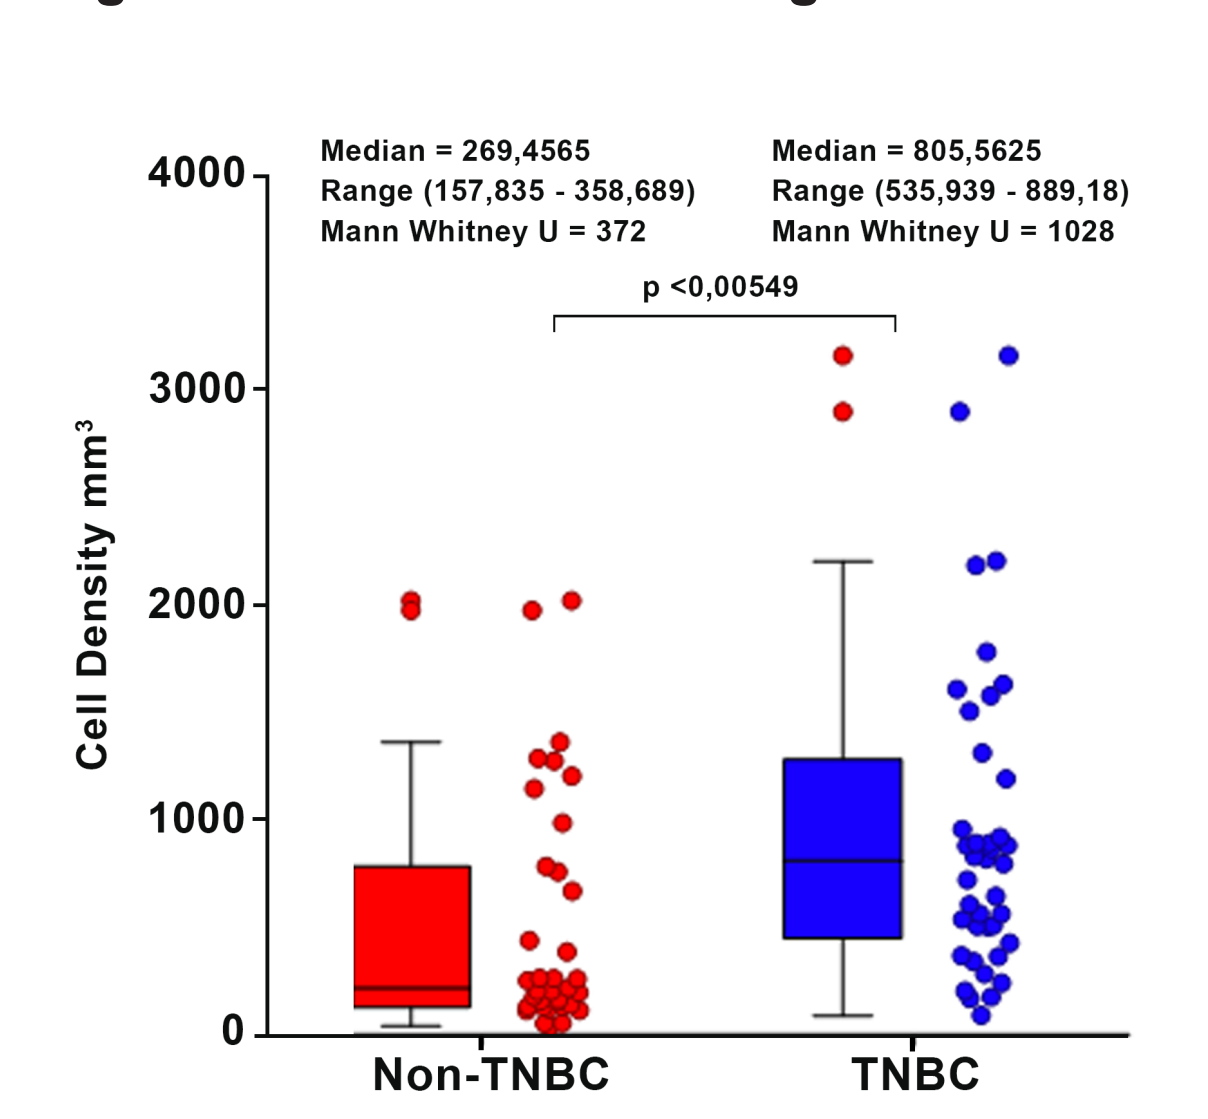 Median = 269,4565
Range (157,835 - 358,689)
Mann Whitney U = 372
Median = 805,5625
Range (535,939 - 889,18)
Mann Whitney U = 1028
p <0,00549
4000
3000
2000
1000
0
Cell Density mm³
Non-TNBC
TNBC